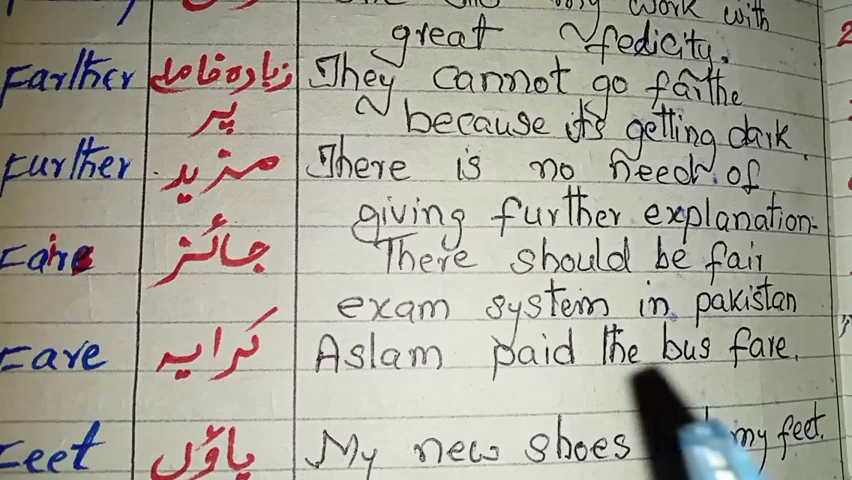 work with
great felicity.
Farther زیادہ فاصلے They cannot go farthe
پر because it's getting dark.
Further مزید There is no need of
giving further explanation.
جائز There should be fair
exam system in pakistan
Fare کرایہ Aslam paid the bus fare.
Feet پاؤں My new shoes my feet.